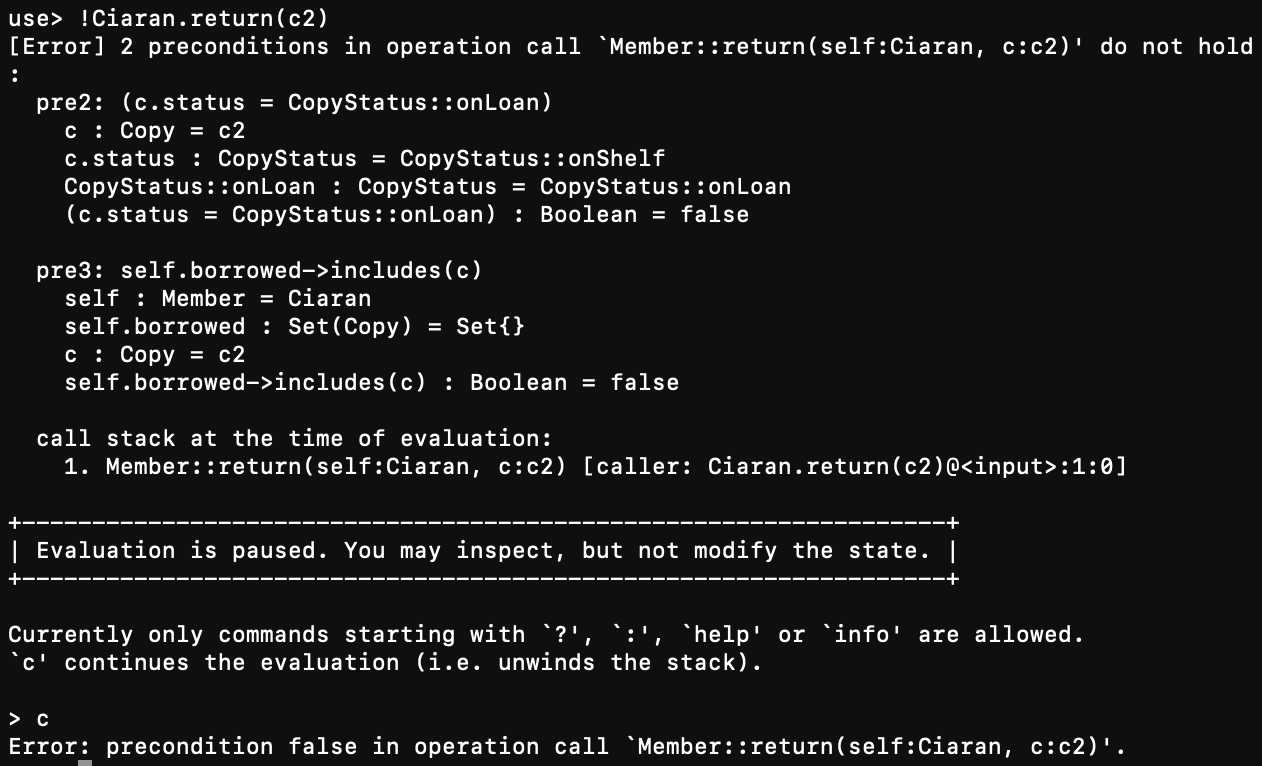 use> !Ciaran.return(c2)
[Error] 2 preconditions in operation call `Member::return(self:Ciaran, c:c2)' do not hold
:
  pre2: (c.status = CopyStatus::onLoan)
    c : Copy = c2
    c.status : CopyStatus = CopyStatus::onShelf
    CopyStatus::onLoan : CopyStatus = CopyStatus::onLoan
    (c.status = CopyStatus::onLoan) : Boolean = false

  pre3: self.borrowed->includes(c)
    self : Member = Ciaran
    self.borrowed : Set(Copy) = Set{}
    c : Copy = c2
    self.borrowed->includes(c) : Boolean = false

  call stack at the time of evaluation:
    1. Member::return(self:Ciaran, c:c2) [caller: Ciaran.return(c2)@<input>:1:0]

+------------------------------------------------------------------+
| Evaluation is paused. You may inspect, but not modify the state. |
+------------------------------------------------------------------+

Currently only commands starting with `?', `:', `help' or `info' are allowed.
`c' continues the evaluation (i.e. unwinds the stack).

> c
Error: precondition false in operation call `Member::return(self:Ciaran, c:c2)'.